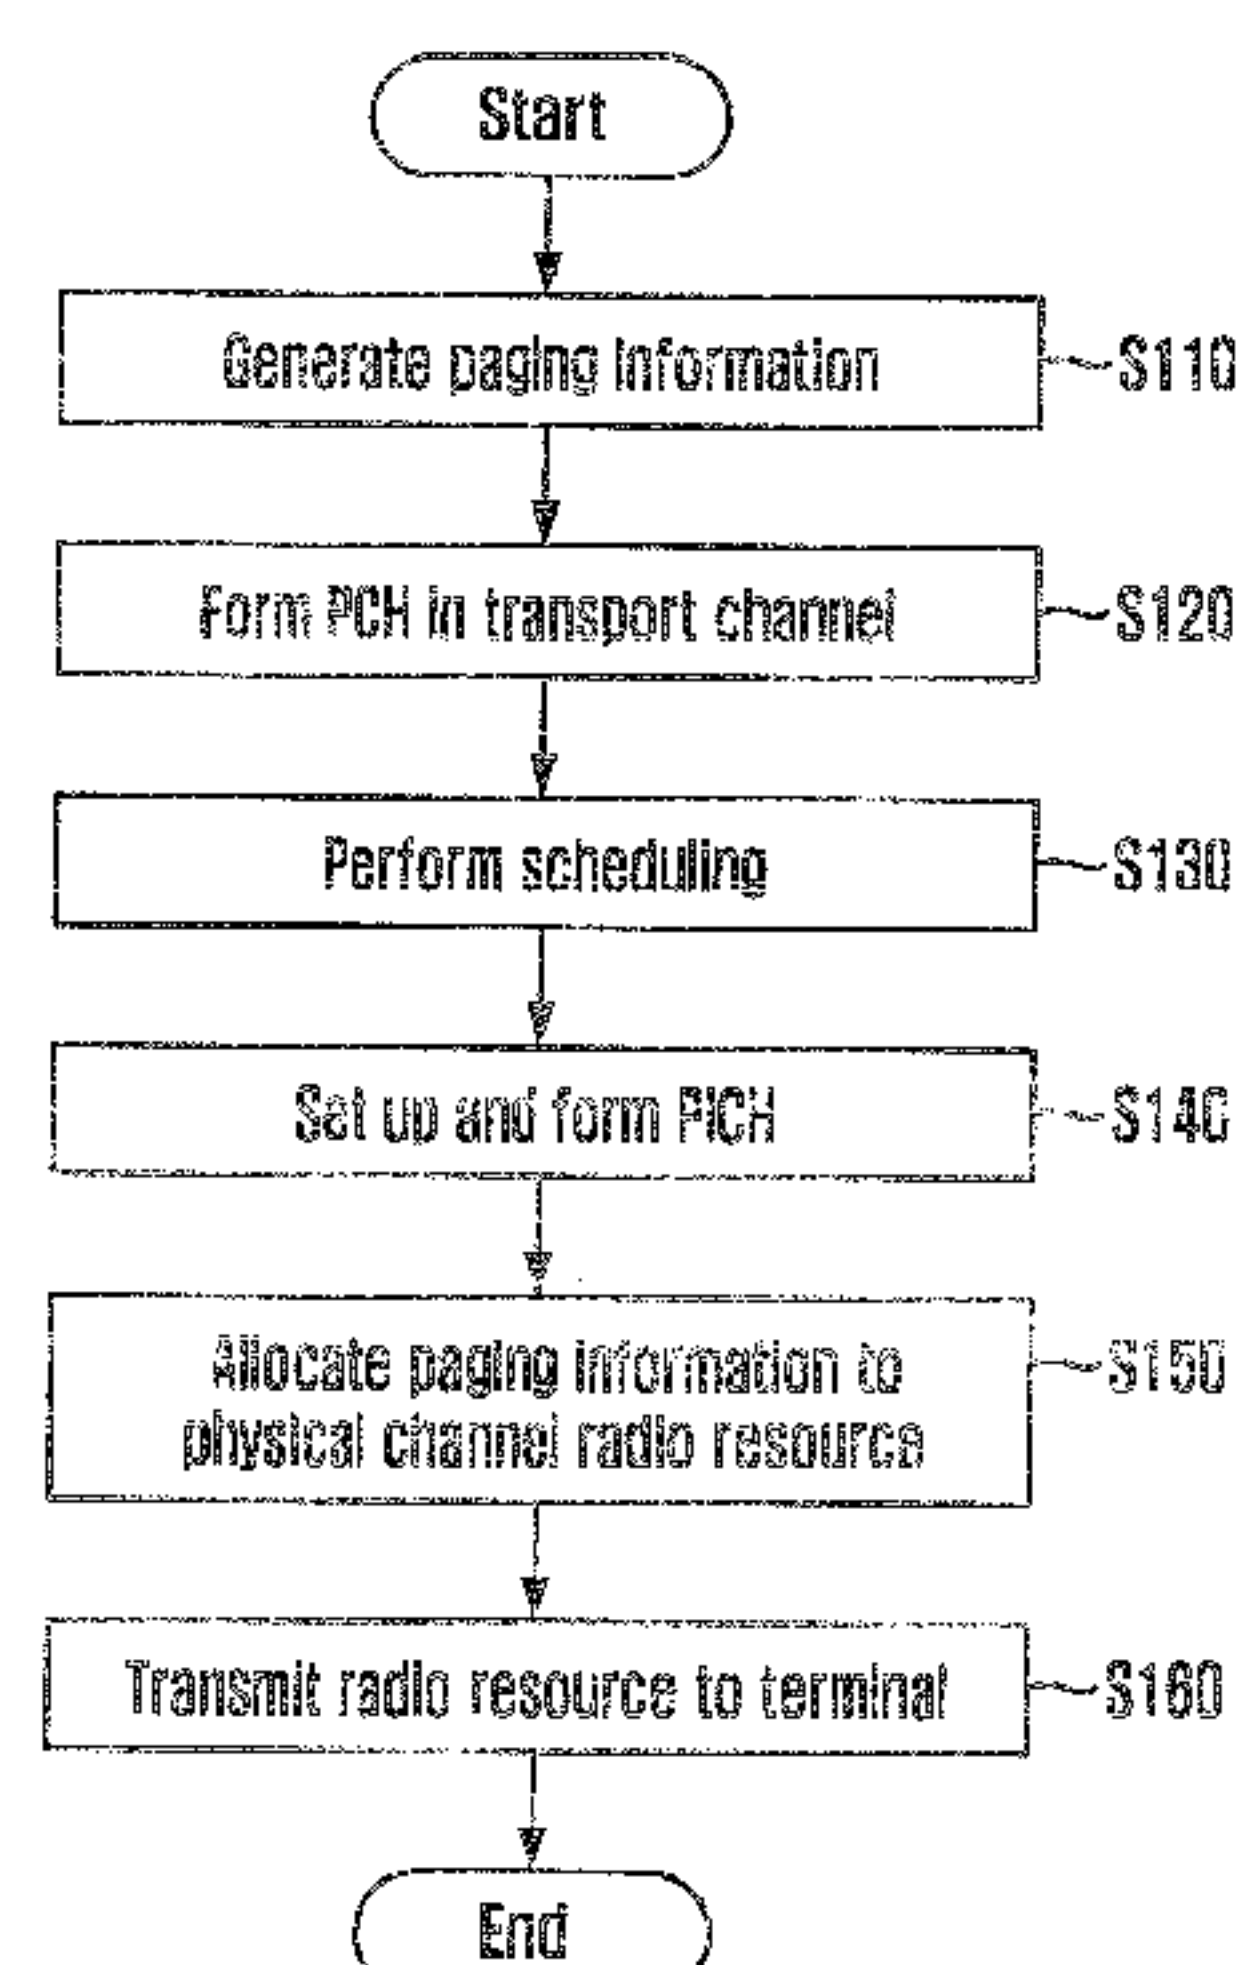 Start
Generate paging information
S110
Form PCH in transport channel
S120
Perform scheduling
S130
Set up and form PICH
S140
Allocate paging information to
physical channel radio resource
S150
Transmit radio resource to terminal
S160
End